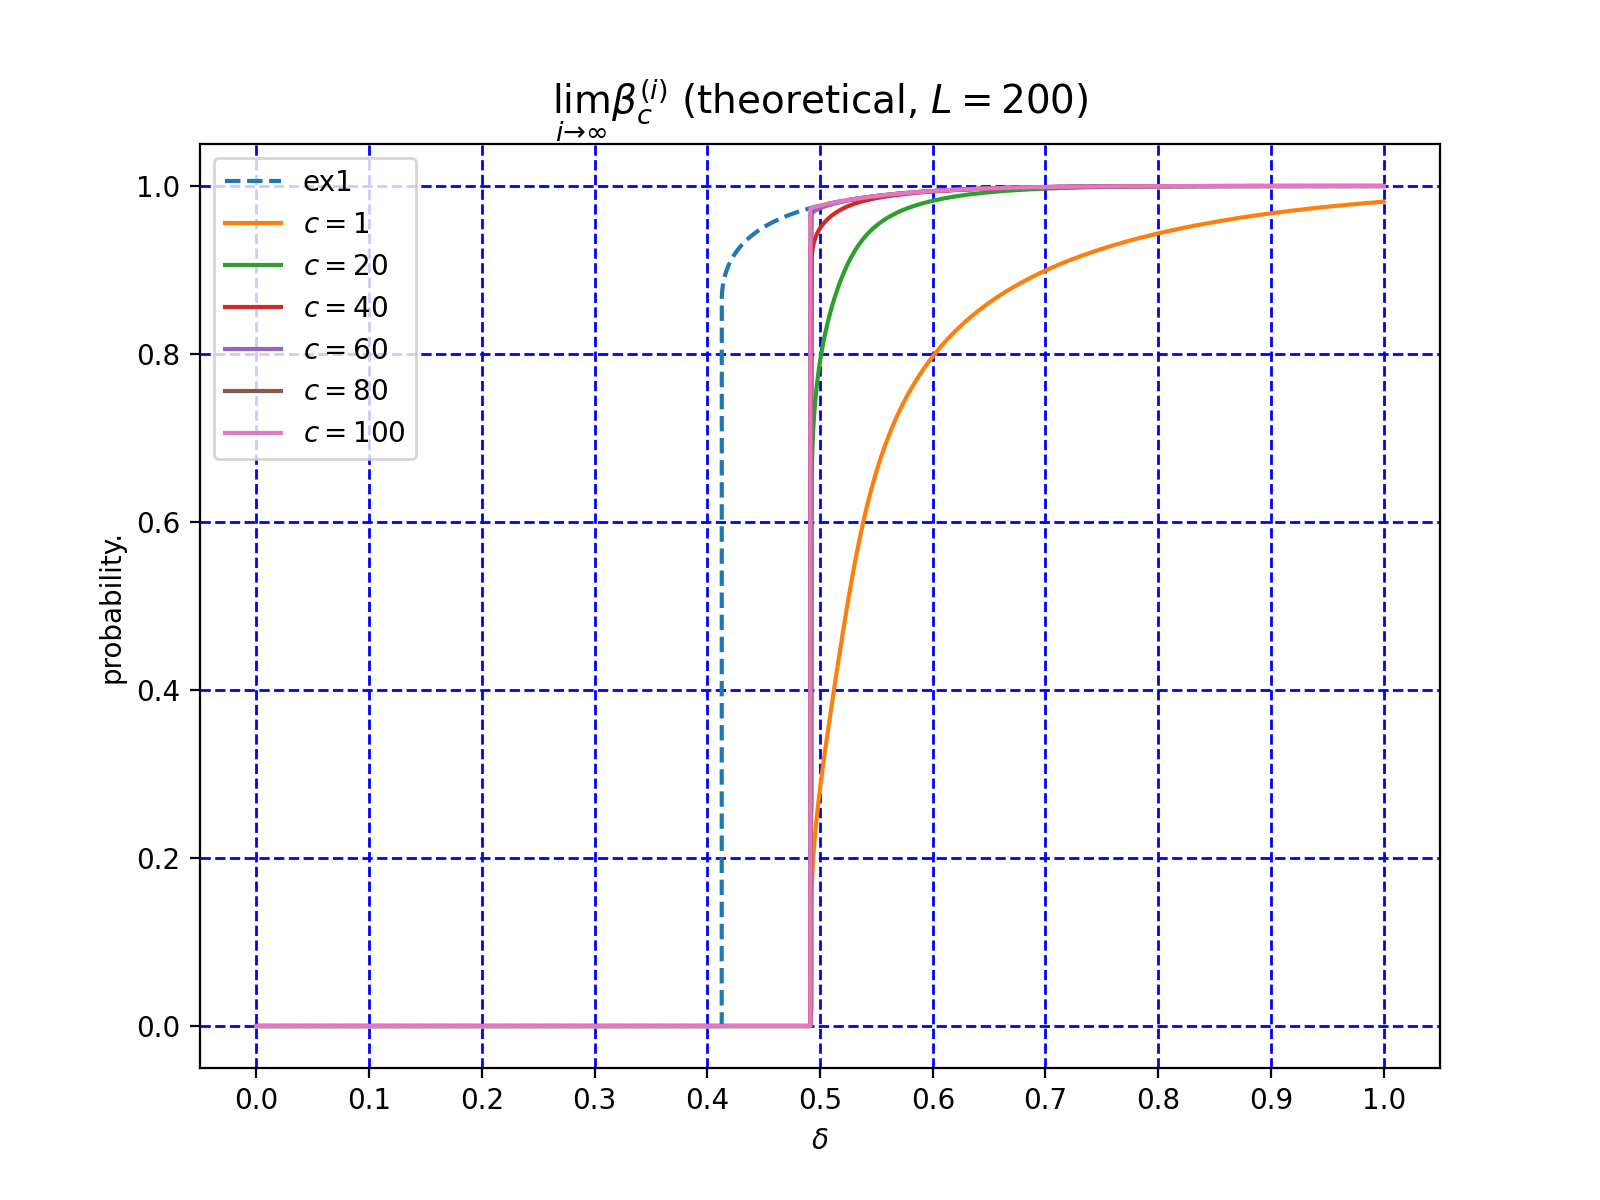 lim β_c^(i) (theoretical, L = 200)
i→∞
ex1
c = 1
c = 20
c = 40
c = 60
c = 80
c = 100
probability.
1.0
0.8
0.6
0.4
0.2
0.0
0.0 0.1 0.2 0.3 0.4 0.5 0.6 0.7 0.8 0.9 1.0
δ